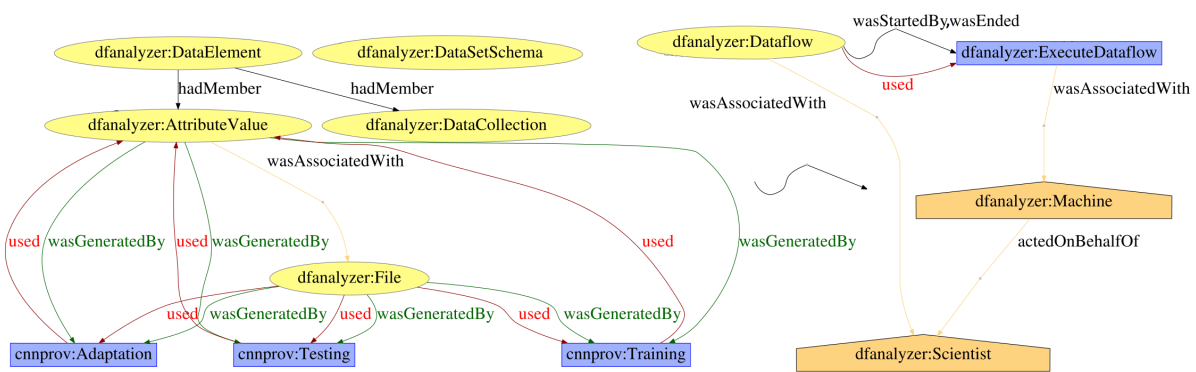 wasStartedBy,wasEnded
dfanalyzer:DataElement
dfanalyzer:DataSetSchema
dfanalyzer:Dataflow
dfanalyzer:ExecuteDataflow
used
hadMember
hadMember
wasAssociatedWith
wasAssociatedWith
dfanalyzer:AttributeValue
dfanalyzer:DataCollection
wasAssociatedWith
dfanalyzer:Machine
used
wasGeneratedBy
used
wasGeneratedBy
used
wasGeneratedBy
actedOnBehalfOf
dfanalyzer:File
used
wasGeneratedBy
used
wasGeneratedBy
used
wasGeneratedBy
cnnprov:Adaptation
cnnprov:Testing
cnnprov:Training
dfanalyzer:Scientist